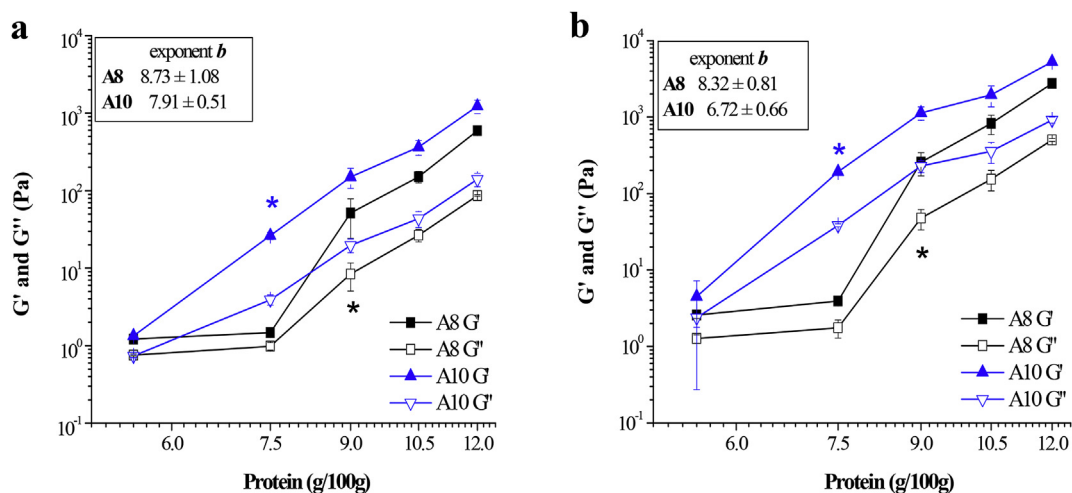 a
exponent b
A8 8.73 ± 1.08
A10 7.91 ± 0.51
G' and G'' (Pa)
10⁴
10³
10²
10¹
10⁰
10⁻¹
*
*
A8 G'
A8 G''
A10 G'
A10 G''
6.0 7.5 9.0 10.5 12.0
Protein (g/100g)
b
exponent b
A8 8.32 ± 0.81
A10 6.72 ± 0.66
G' and G'' (Pa)
10⁴
10³
10²
10¹
10⁰
10⁻¹
*
*
A8 G'
A8 G''
A10 G'
A10 G''
6.0 7.5 9.0 10.5 12.0
Protein (g/100g)